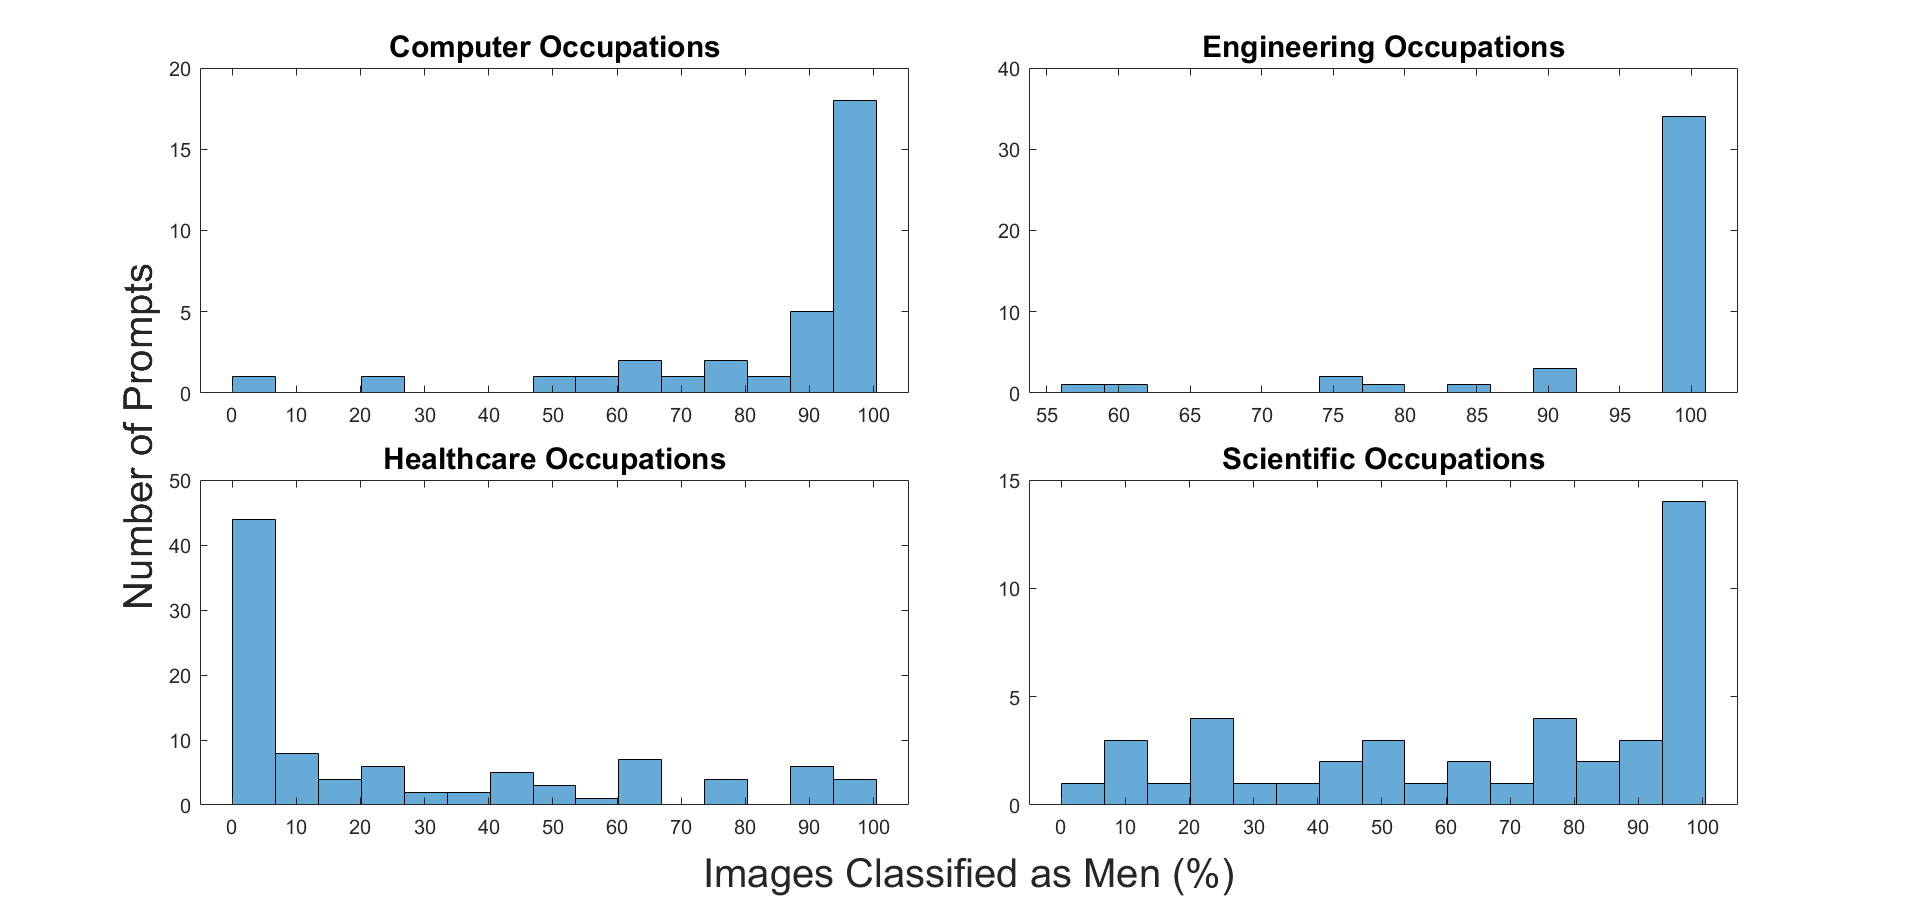 Computer Occupations
20
15
10
5
0
0 10 20 30 40 50 60 70 80 90 100
Engineering Occupations
40
30
20
10
0
55 60 65 70 75 80 85 90 95 100
Healthcare Occupations
50
40
30
20
10
0
0 10 20 30 40 50 60 70 80 90 100
Scientific Occupations
15
10
5
0
0 10 20 30 40 50 60 70 80 90 100
Number of Prompts
Images Classified as Men (%)